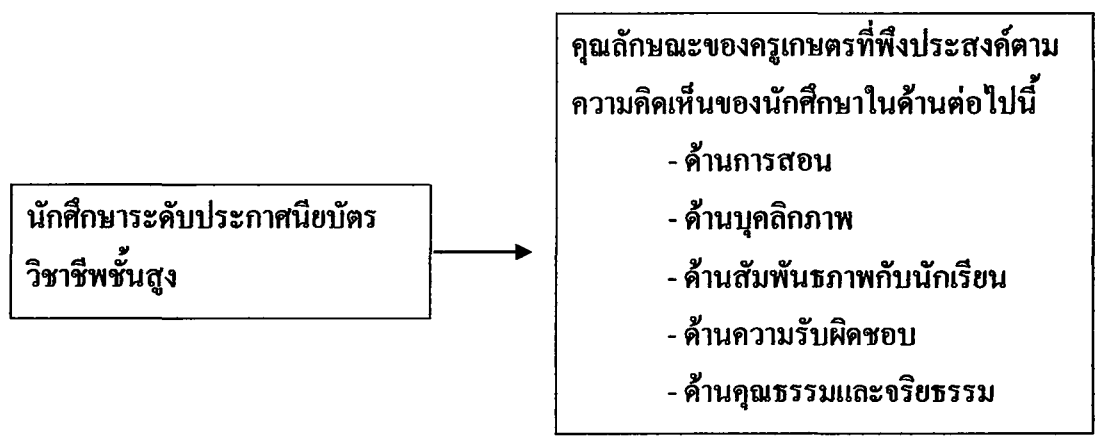 นักศึกษาระดับประกาศนียบัตร
วิชาชีพชั้นสูง
คุณลักษณะของครูเกษตรที่พึงประสงค์ตาม
ความคิดเห็นของนักศึกษาในด้านต่อไปนี้
- ด้านการสอน
- ด้านบุคลิกภาพ
- ด้านสัมพันธภาพกับนักเรียน
- ด้านความรับผิดชอบ
- ด้านคุณธรรมและจริยธรรม